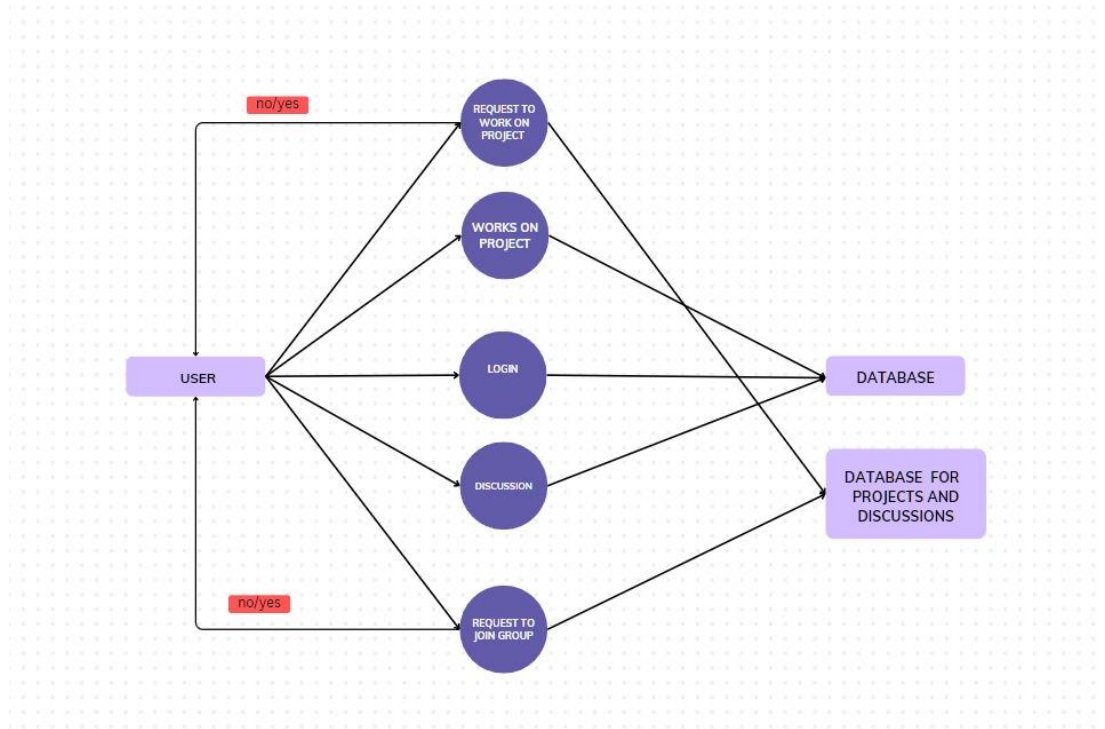 no/yes
REQUEST TO
WORK ON
PROJECT
WORKS ON
PROJECT
USER
LOGIN
DATABASE
DISCUSSION
DATABASE FOR
PROJECTS AND
DISCUSSIONS
no/yes
REQUEST TO
JOIN GROUP